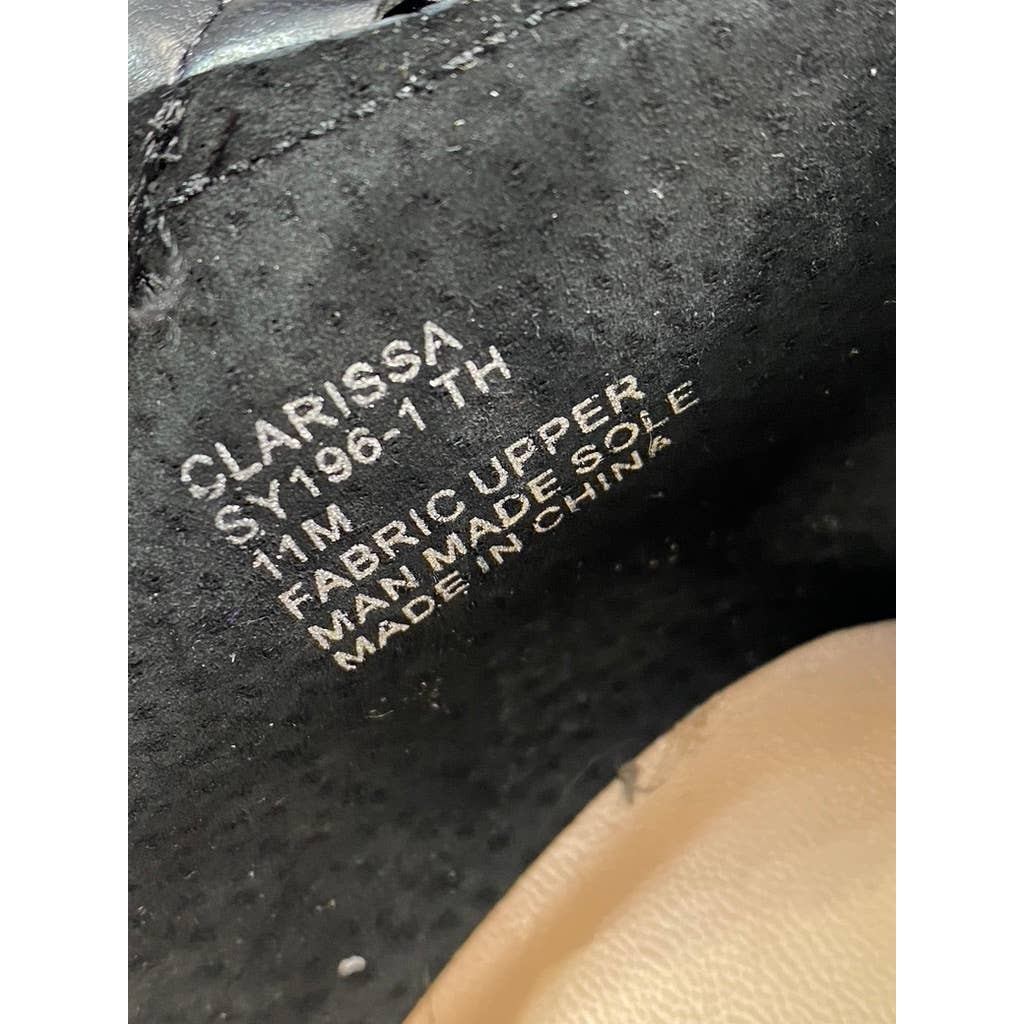 CLARISSA
SY196-1 TH
11M
FABRIC UPPER
MAN MADE SOLE
MADE IN CHINA